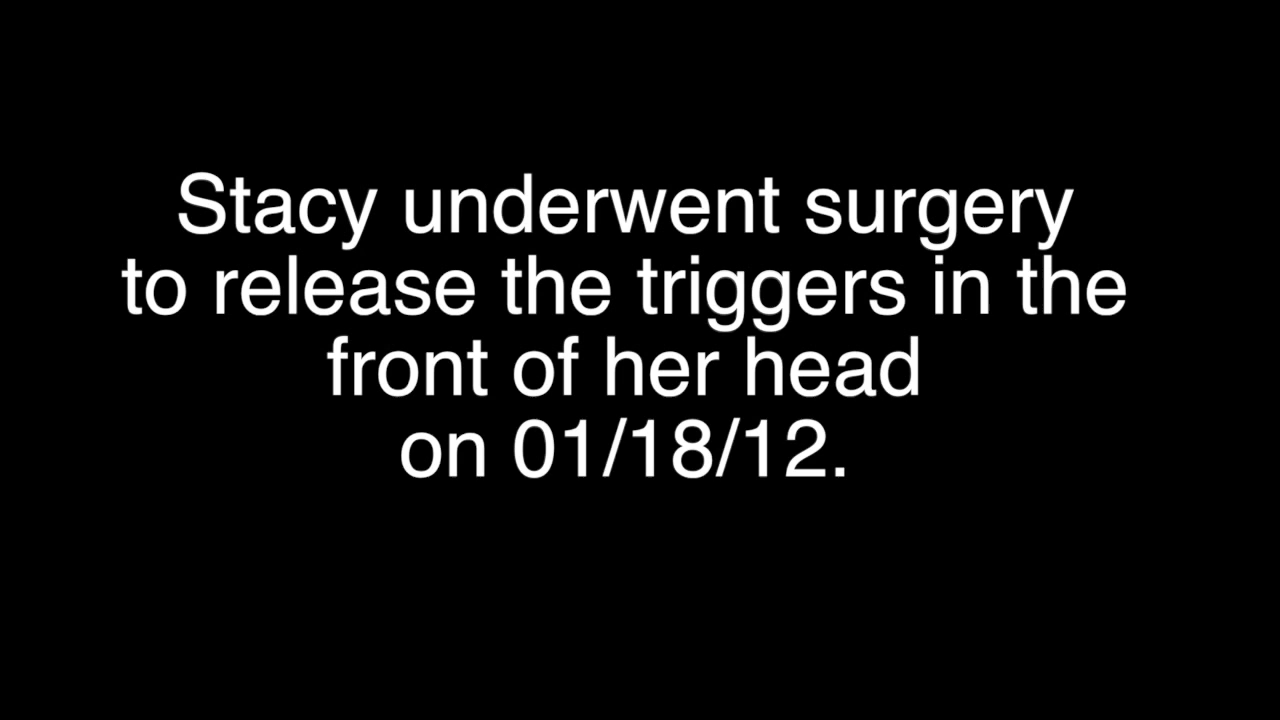 Stacy underwent surgery
to release the triggers in the
front of her head
on 01/18/12.